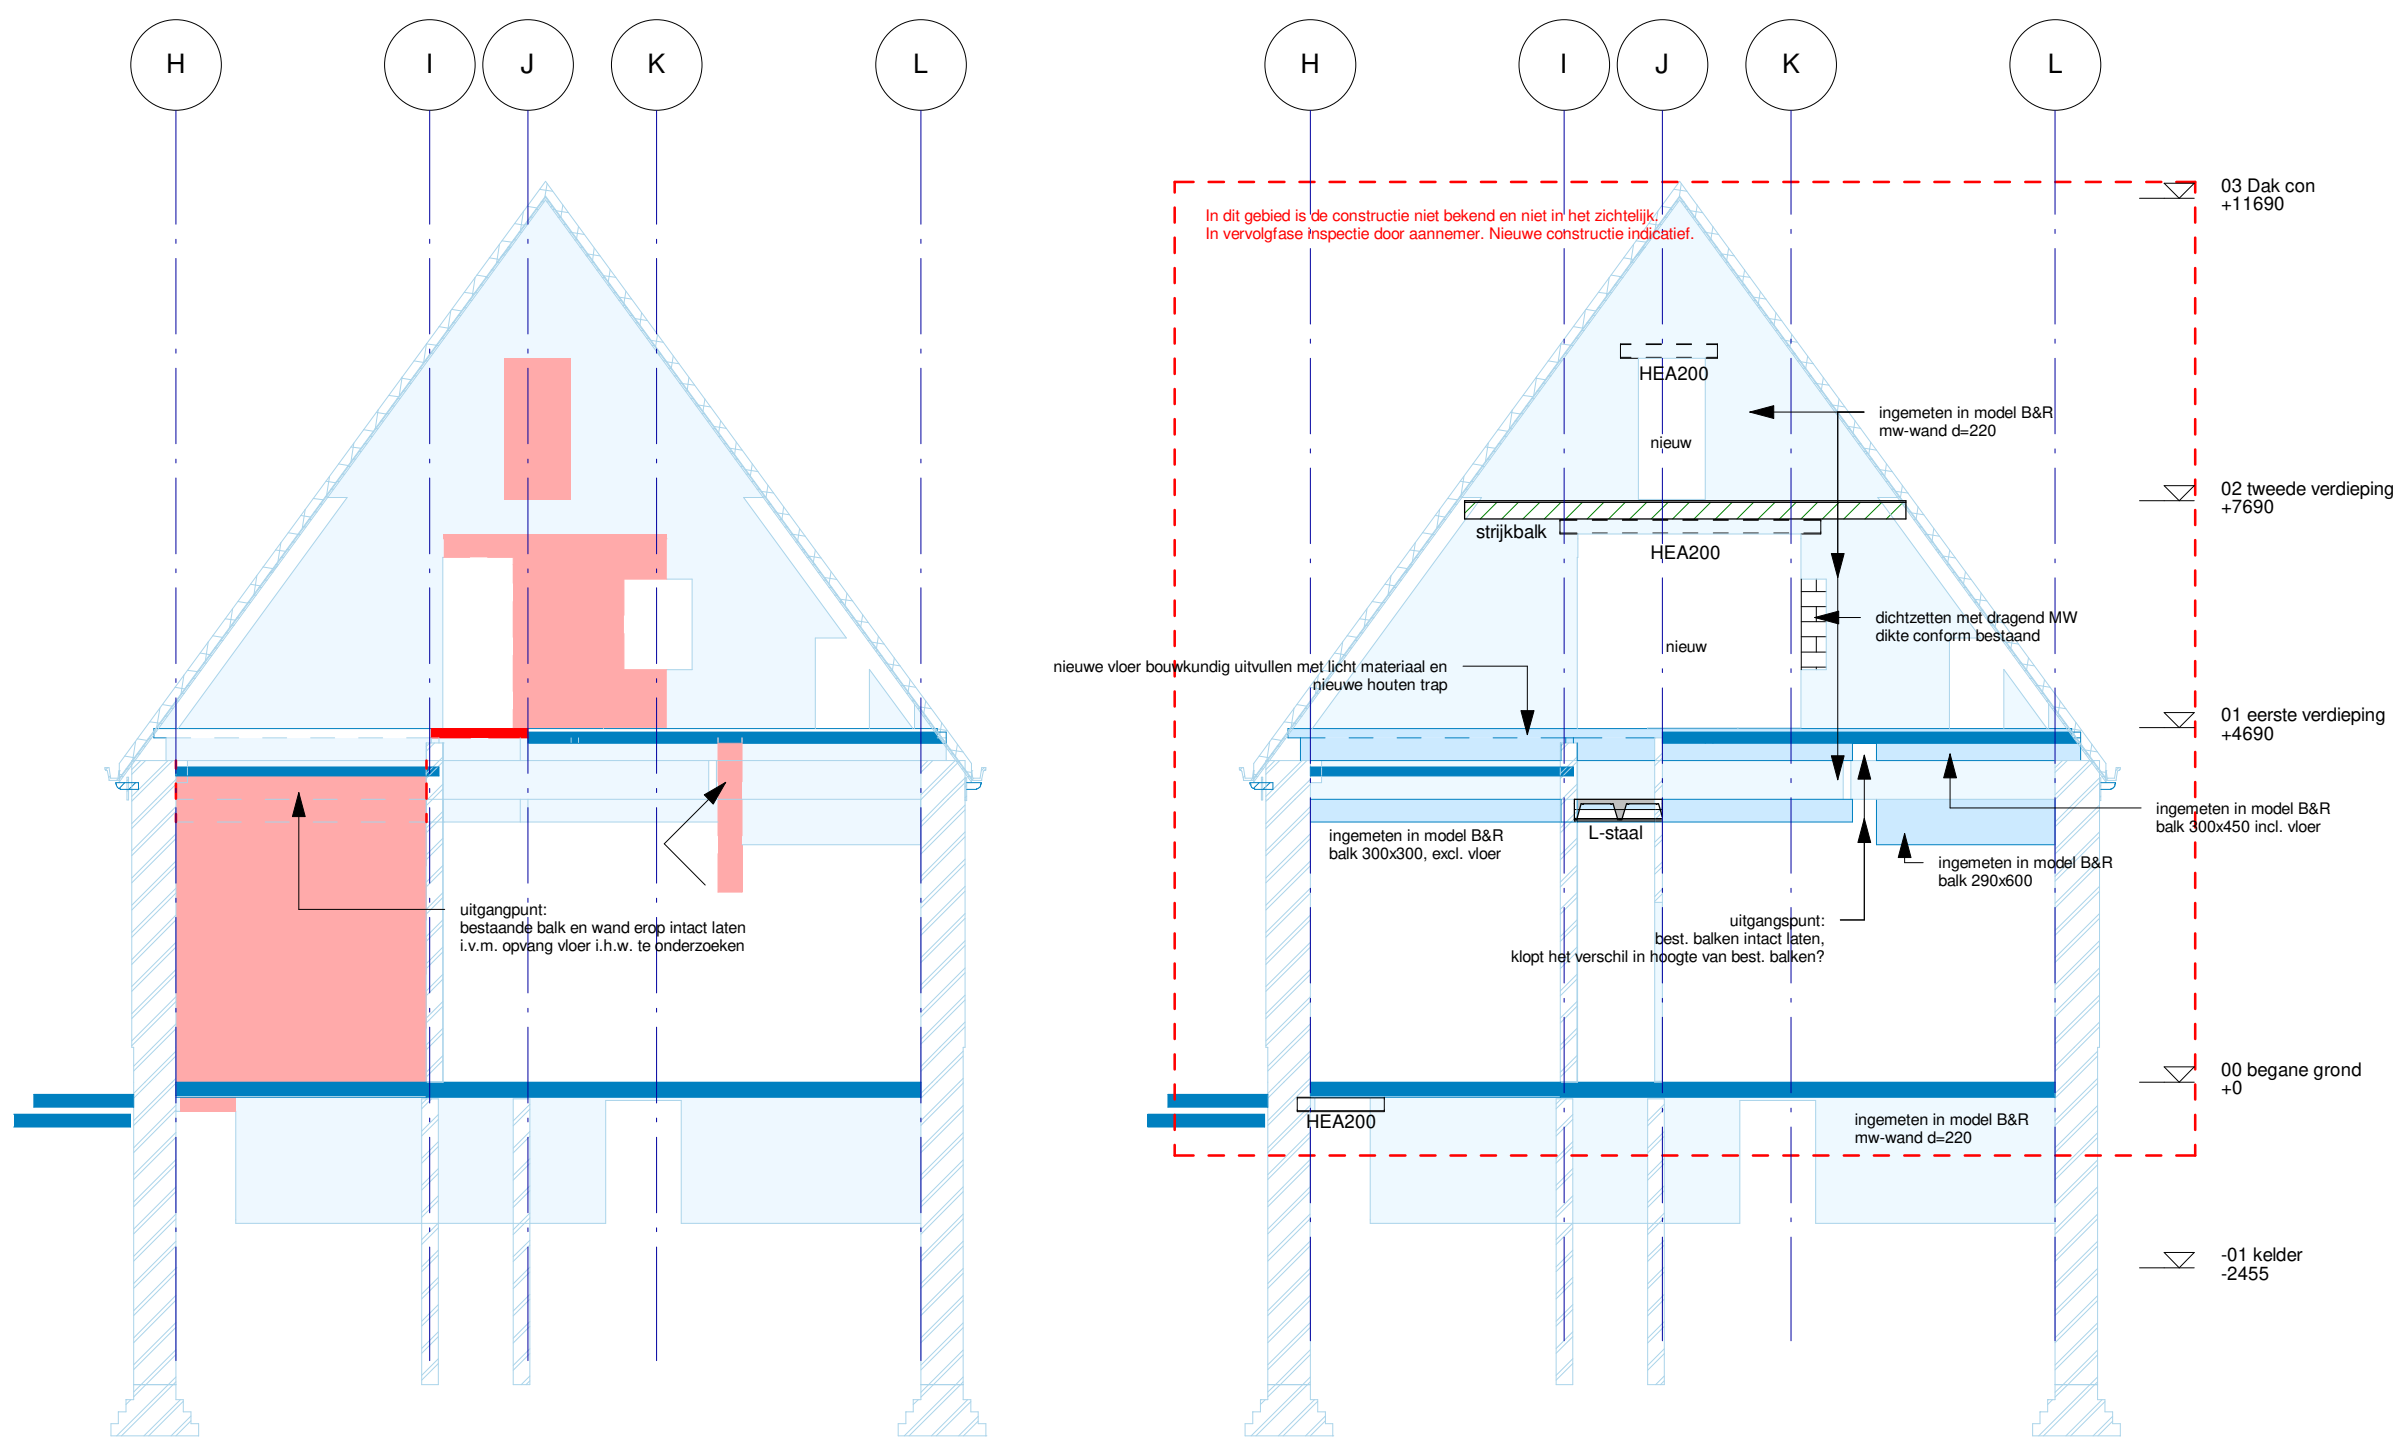 H
I
J
K
L
H
I
J
K
L
03 Dak con
+11690
In dit gebied is de constructie niet bekend en niet in het zichtelijk.
In vervolgfase inspectie door aannemer. Nieuwe constructie indicatief.
HEA200
ingemeten in model B&R
mw-wand d=220
nieuw
02 tweede verdieping
+7690
strijkbalk
HEA200
dichtzetten met dragend MW
dikte conform bestaand
nieuw
nieuwe vloer bouwkundig uitvullen met licht materiaal en
nieuwe houten trap
01 eerste verdieping
+4690
ingemeten in model B&R
balk 300x450 incl. vloer
L-staal
ingemeten in model B&R
balk 300x300, excl. vloer
ingemeten in model B&R
balk 290x600
uitgangpunt:
bestaande balk en wand erop intact laten
i.v.m. opvang vloer i.h.w. te onderzoeken
uitgangspunt:
best. balken intact laten,
klopt het verschil in hoogte van best. balken?
00 begane grond
+0
HEA200
ingemeten in model B&R
mw-wand d=220
-01 kelder
-2455